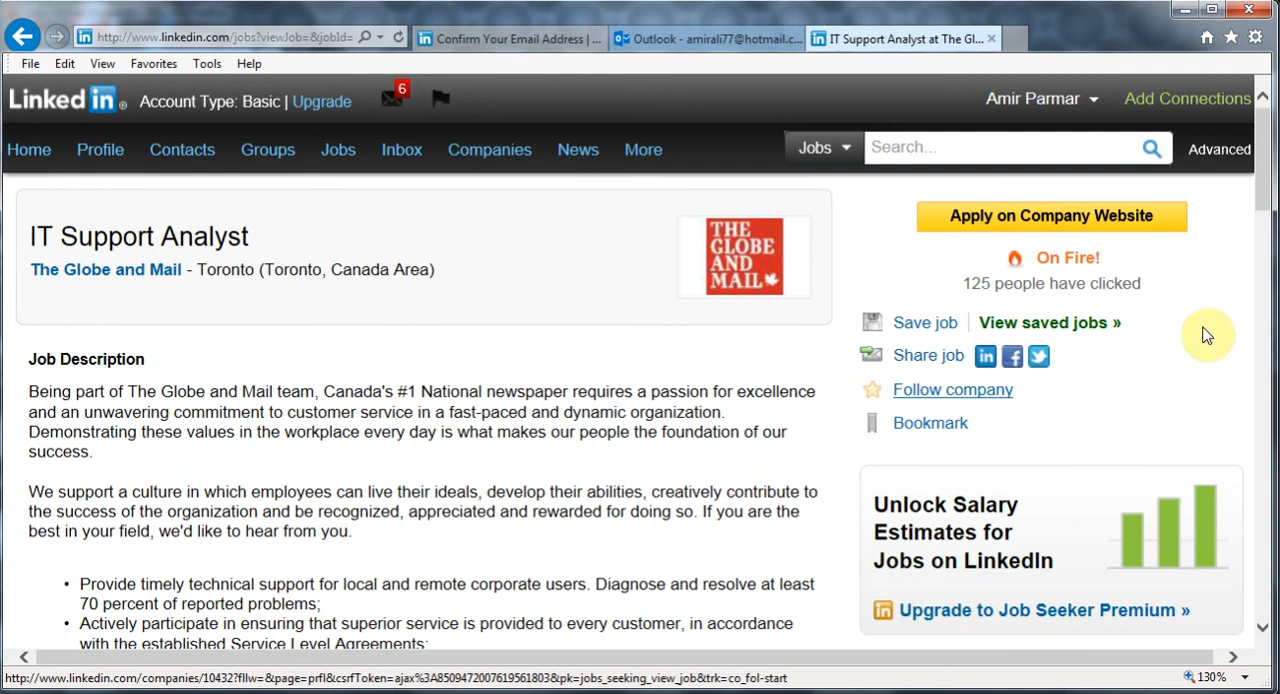 http://www.linkedin.com/jobs?viewJob=&jobId=
Confirm Your Email Address | ...
Outlook - amirali77@hotmail.c...
IT Support Analyst at The Gl...
File Edit View Favorites Tools Help
Linked in® Account Type: Basic | Upgrade 6 Amir Parmar Add Connections
Home Profile Contacts Groups Jobs Inbox Companies News More Jobs Search... Advanced
IT Support Analyst
The Globe and Mail - Toronto (Toronto, Canada Area)
THE
GLOBE
AND
MAIL
Apply on Company Website
On Fire!
125 people have clicked
Save job View saved jobs »
Share job in f
Follow company
Bookmark
Job Description
Being part of The Globe and Mail team, Canada's #1 National newspaper requires a passion for excellence
and an unwavering commitment to customer service in a fast-paced and dynamic organization.
Demonstrating these values in the workplace every day is what makes our people the foundation of our
success.
We support a culture in which employees can live their ideals, develop their abilities, creatively contribute to
the success of the organization and be recognized, appreciated and rewarded for doing so. If you are the
best in your field, we'd like to hear from you.
• Provide timely technical support for local and remote corporate users. Diagnose and resolve at least
70 percent of reported problems;
• Actively participate in ensuring that superior service is provided to every customer, in accordance
with the established Service Level Agreements;
Unlock Salary
Estimates for
Jobs on LinkedIn
in Upgrade to Job Seeker Premium »
http://www.linkedin.com/companies/10432?fllw=&page=prfl&csrfToken=ajax%3A8509472007619561803&pk=jobs_seeking_view_job&trk=co_fol-start
130%